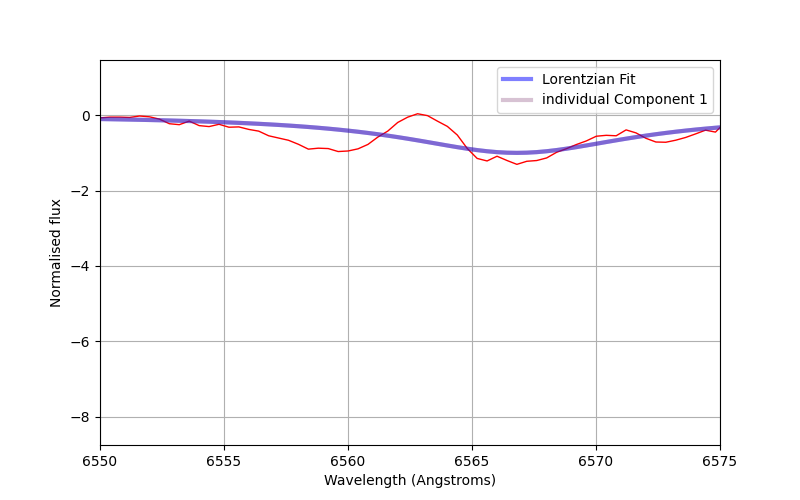 Lorentzian Fit
individual Component 1
0
−2
−4
−6
−8
Normalised flux
6550 6555 6560 6565 6570 6575
Wavelength (Angstroms)